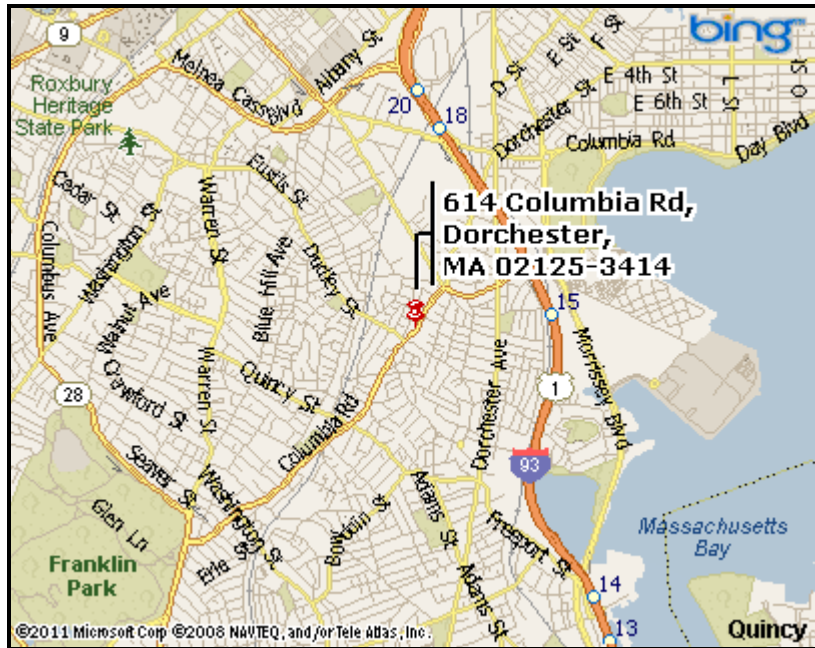 bing™
9
Melnea Cass Blvd
Albany St
D St
E St
F St
E 4th St
L St
O St
E 6th St
Roxbury
Heritage
State Park
20
18
Dorchester St
Columbia Rd
Day Blvd
Eustis St
Cedar St
Washington St
Warren St
614 Columbia Rd,
Dorchester,
MA 02125-3414
Columbus Ave
Walnut Ave
Blue Hill Ave
Dudley St
15
Morrissey Blvd
Crawford St
Warren St
Quincy St
28
Columbia Rd
Dorchester Ave
1
93
Seaver St
Washington St
Adams St
Glen Ln
Bowdoin St
Freeport St
Massachusetts
Bay
Franklin
Park
Erie St
Adams St
14
13
Quincy
©2011 Microsoft Corp ©2008 NAVTEQ, and/or Tele Atlas, Inc.